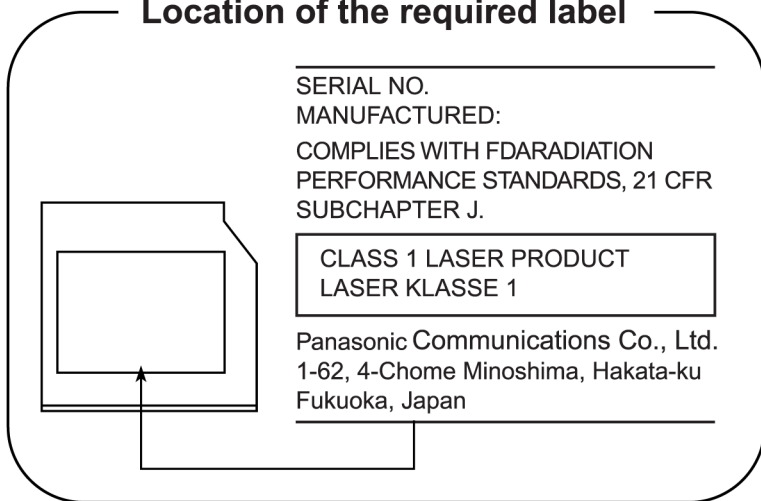 Location of the required label
SERIAL NO.
MANUFACTURED:
COMPLIES WITH FDARADIATION
PERFORMANCE STANDARDS, 21 CFR
SUBCHAPTER J.
CLASS 1 LASER PRODUCT
LASER KLASSE 1
Panasonic Communications Co., Ltd.
1-62, 4-Chome Minoshima, Hakata-ku
Fukuoka, Japan